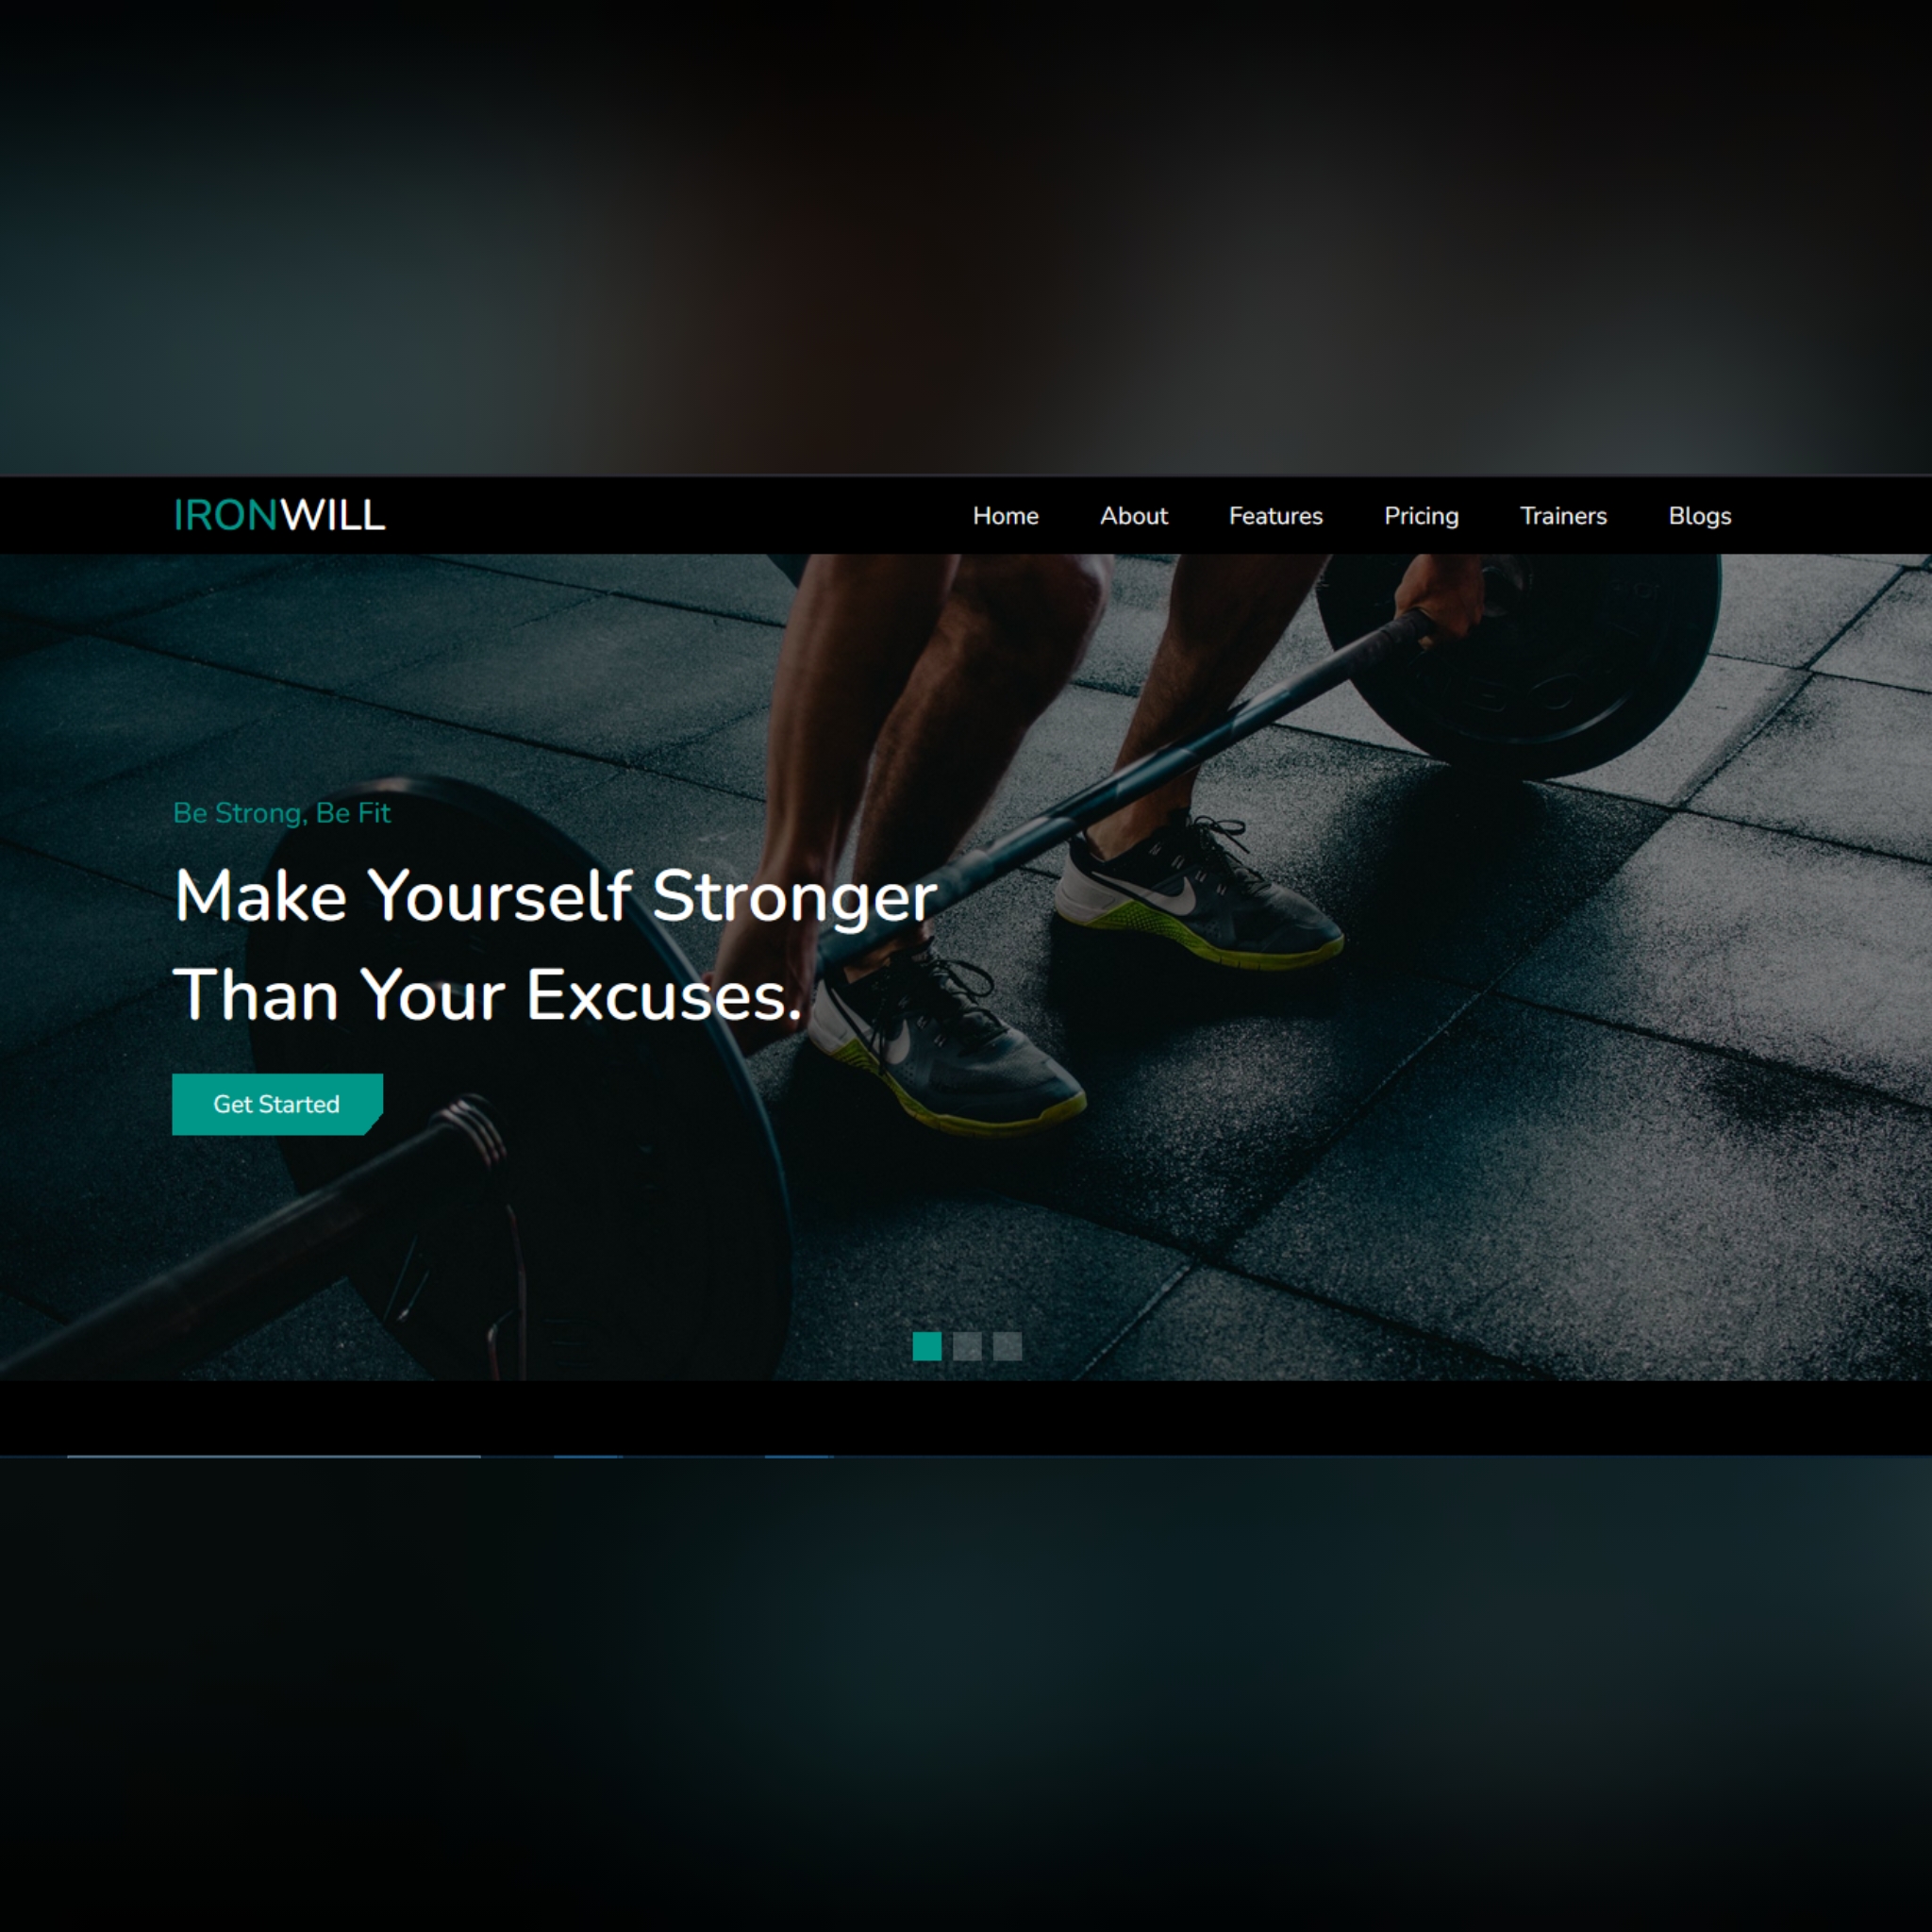 IRONWILL
Home About Features Pricing Trainers Blogs
Be Strong, Be Fit
Make Yourself Stronger
Than Your Excuses.
Get Started